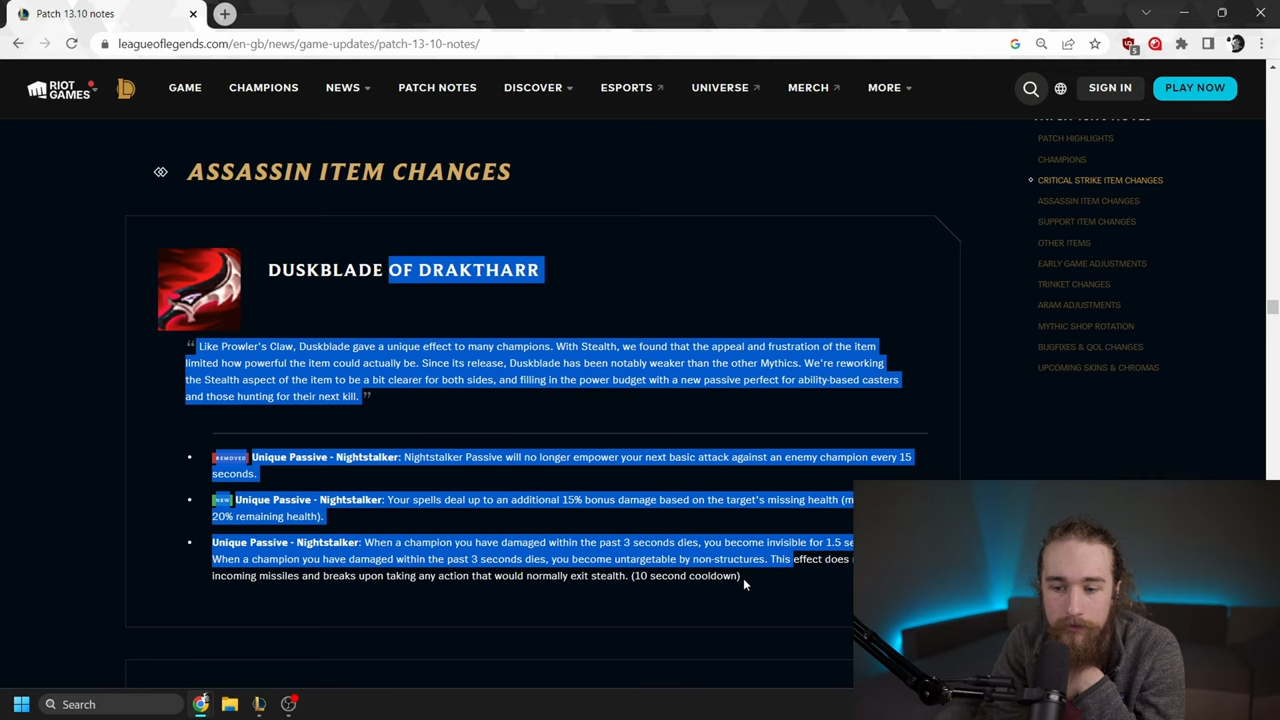 Patch 13.10 notes
leagueoflegends.com/en-gb/news/game-updates/patch-13-10-notes/
5
RIOT GAMES
GAME
CHAMPIONS
NEWS
PATCH NOTES
DISCOVER
ESPORTS
UNIVERSE
MERCH
MORE
SIGN IN
PLAY NOW
PATCH HIGHLIGHTS
CHAMPIONS
CRITICAL STRIKE ITEM CHANGES
ASSASSIN ITEM CHANGES
SUPPORT ITEM CHANGES
OTHER ITEMS
EARLY GAME ADJUSTMENTS
TRINKET CHANGES
ARAM ADJUSTMENTS
MYTHIC SHOP ROTATION
BUGFIXES & QOL CHANGES
UPCOMING SKINS & CHROMAS
ASSASSIN ITEM CHANGES
DUSKBLADE OF DRAKTHARR
“ Like Prowler's Claw, Duskblade gave a unique effect to many champions. With Stealth, we found that the appeal and frustration of the item
limited how powerful the item could actually be. Since its release, Duskblade has been notably weaker than the other Mythics. We're reworking
the Stealth aspect of the item to be a bit clearer for both sides, and filling in the power budget with a new passive perfect for ability-based casters
and those hunting for their next kill. ”
• REMOVED Unique Passive - Nightstalker: Nightstalker Passive will no longer empower your next basic attack against an enemy champion every 15
seconds.
• NEW Unique Passive - Nightstalker: Your spells deal up to an additional 15% bonus damage based on the target's missing health (m
20% remaining health).
• Unique Passive - Nightstalker: When a champion you have damaged within the past 3 seconds dies, you become invisible for 1.5 se
When a champion you have damaged within the past 3 seconds dies, you become untargetable by non-structures. This effect does
incoming missiles and breaks upon taking any action that would normally exit stealth. (10 second cooldown)
Search